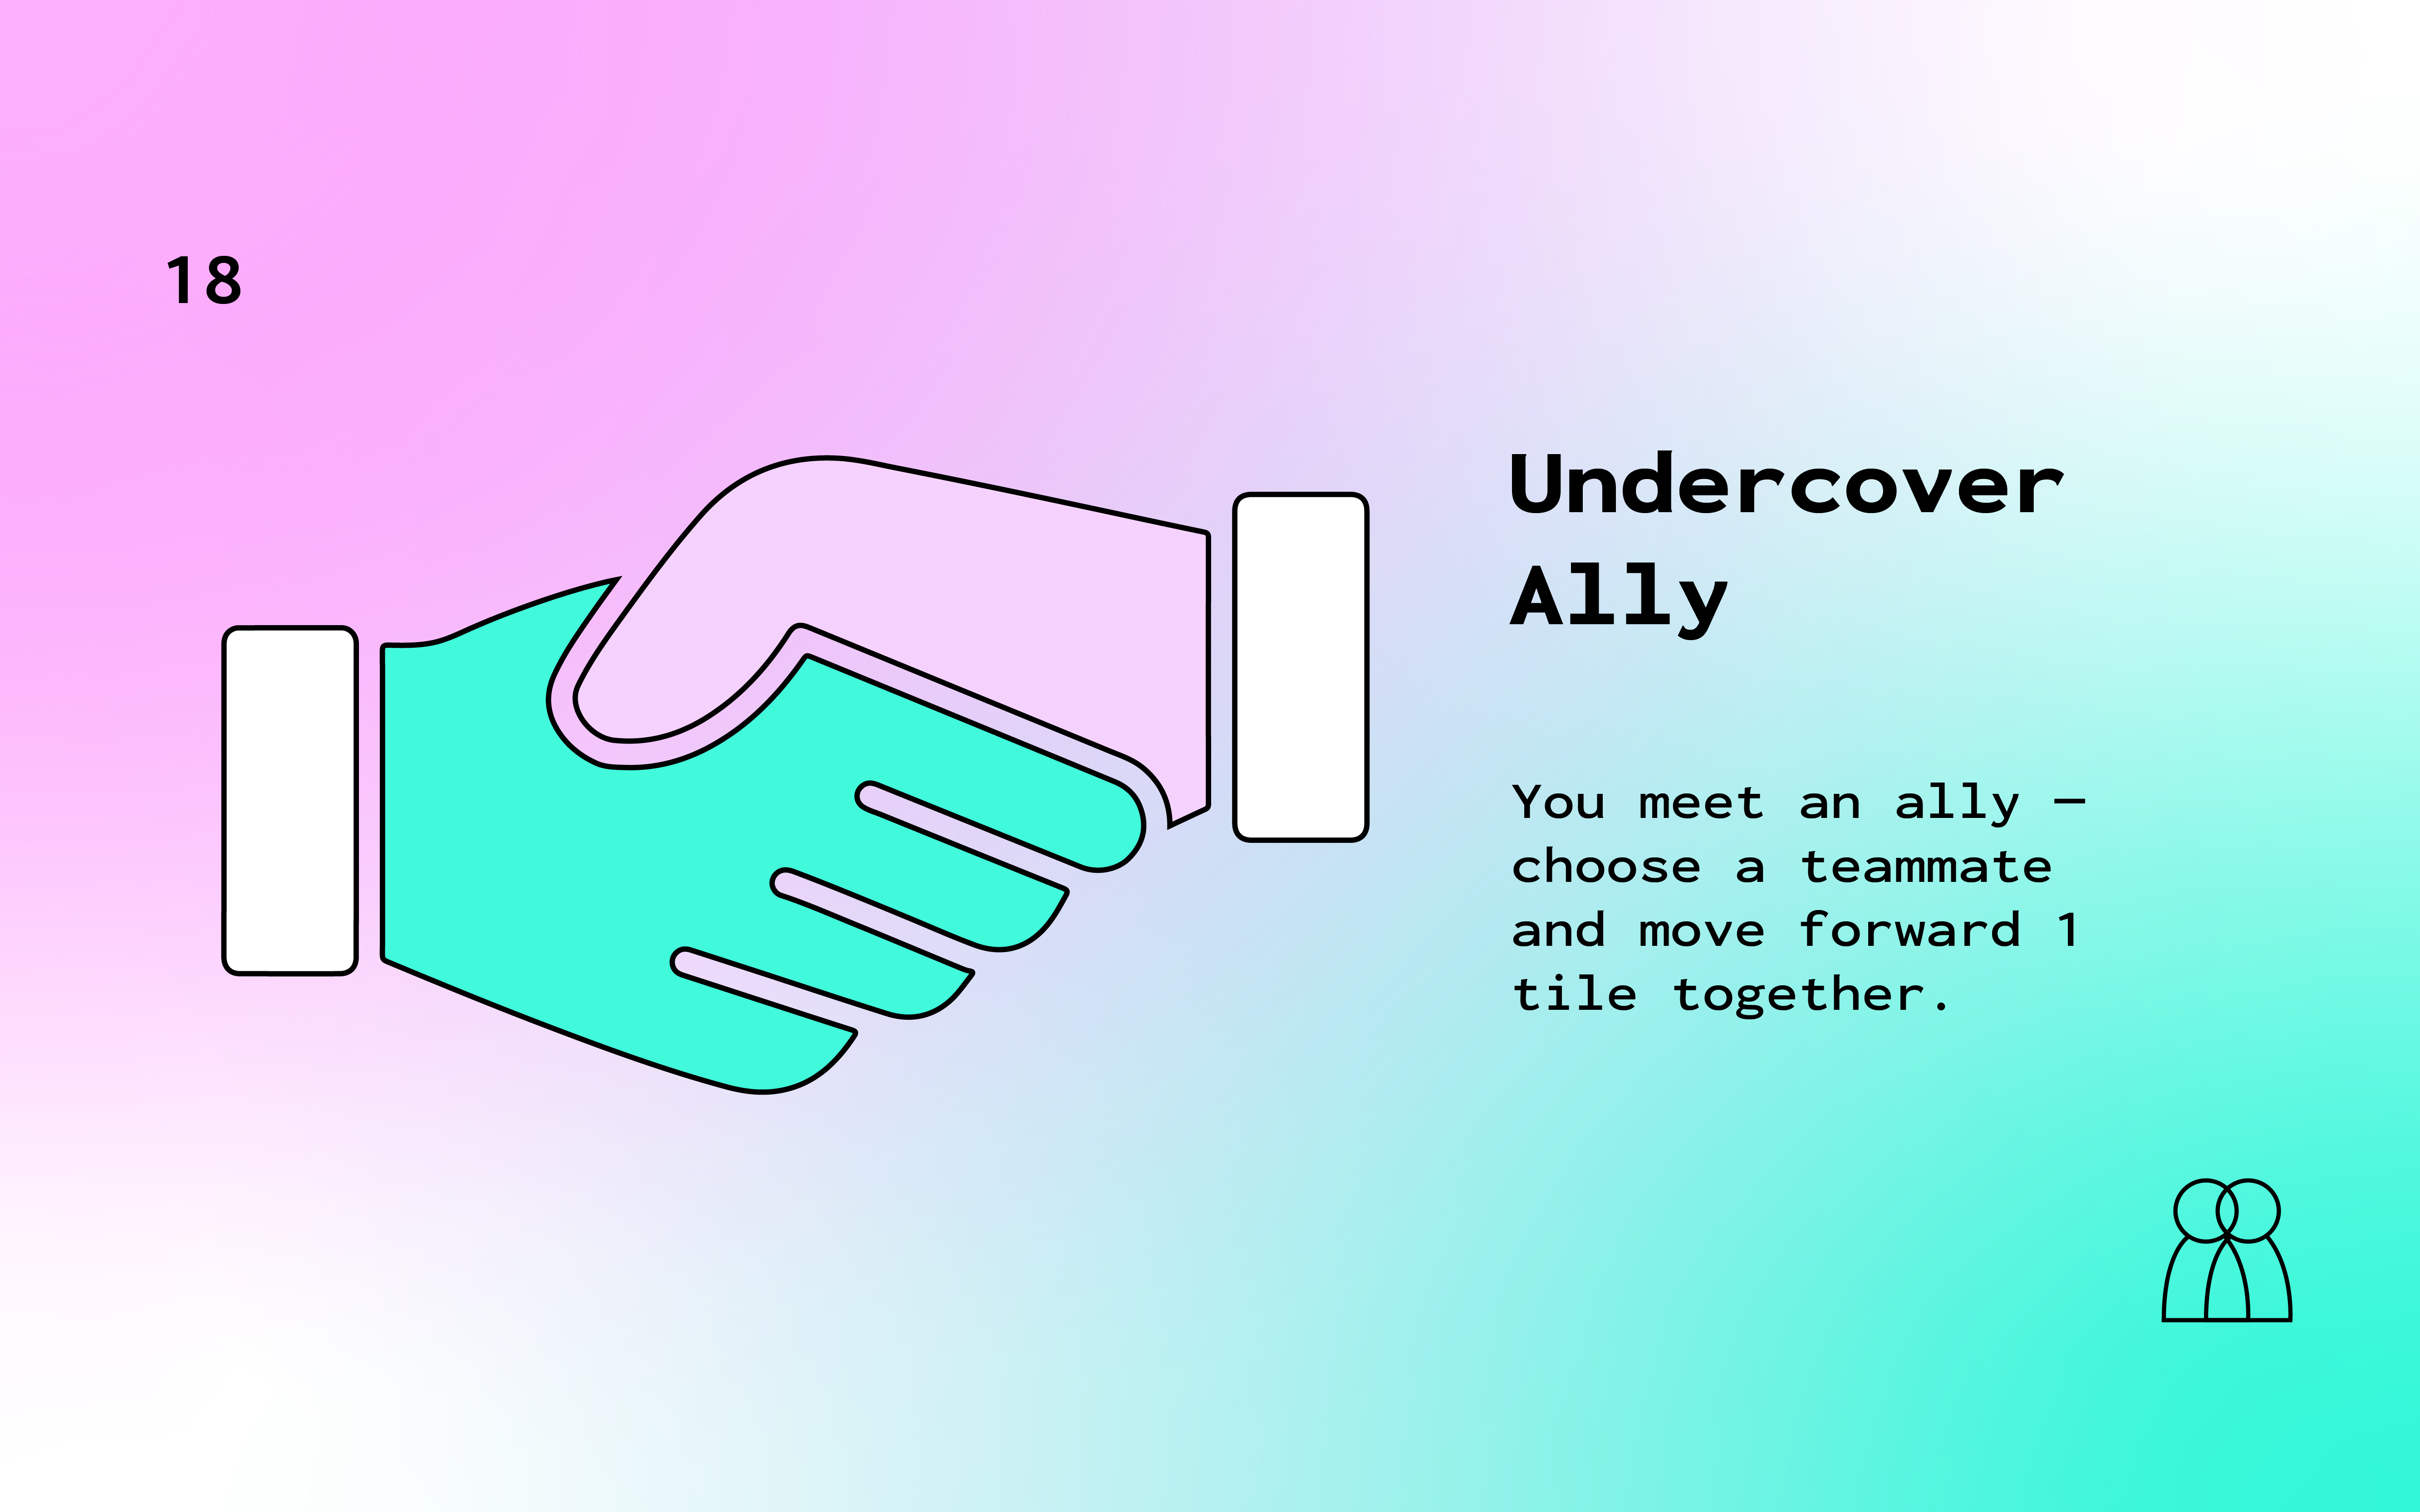 18
Undercover
Ally
You meet an ally —
choose a teammate
and move forward 1
tile together.